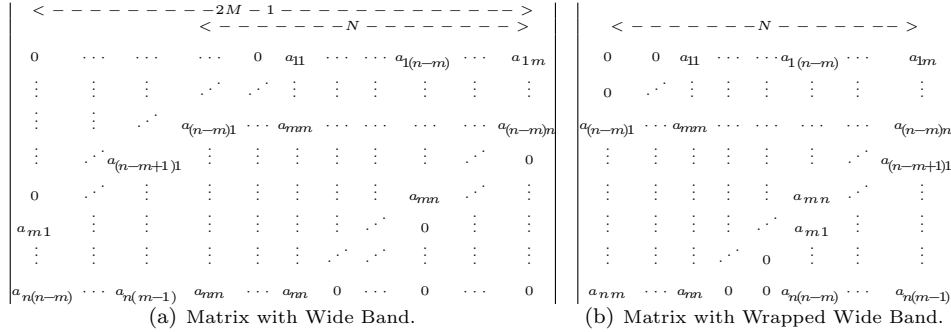 < - - - - - - - - - - 2M - 1 - - - - - - - - - - - - - - >
< - - - - - - - N - - - - - - - >
0 ⋯ ⋯ ⋯ 0 a11 ⋯ ⋯ a1(n−m) ⋯ a1m
⋮ ⋮ ⋮ ⋰ ⋰ ⋮ ⋮ ⋮ ⋮ ⋮ ⋮
⋮ ⋮ ⋰ a(n−m)1 ⋯ amm ⋯ ⋯ ⋯ ⋯ a(n−m)n
⋮ ⋰ a(n−m+1)1 ⋮ ⋮ ⋮ ⋮ ⋮ ⋮ ⋰ 0
0 ⋰ ⋮ ⋮ ⋮ ⋮ ⋮ ⋮ amn ⋰ ⋮
am1 ⋮ ⋮ ⋮ ⋮ ⋮ ⋮ ⋰ 0 ⋮ ⋮
⋮ ⋮ ⋮ ⋮ ⋮ ⋮ ⋰ ⋰ ⋮ ⋮ ⋮
an(n−m) ⋯ an(m−1) anm ⋯ ann 0 ⋯ 0 ⋯ 0
(a) Matrix with Wide Band.
< - - - - - - - N - - - - - - - >
0 0 a11 ⋯ ⋯ a1(n−m) ⋯ a1m
0 ⋰ ⋮ ⋮ ⋮ ⋮ ⋮ ⋮
a(n−m)1 ⋯ amm ⋯ ⋯ ⋯ ⋯ a(n−m)n
⋮ ⋮ ⋮ ⋮ ⋮ ⋮ ⋰ a(n−m+1)1
⋮ ⋮ ⋮ ⋮ ⋮ amn ⋰ ⋮
⋮ ⋮ ⋮ ⋮ ⋰ am1 ⋮ ⋮
⋮ ⋮ ⋮ ⋰ 0 ⋮ ⋮ ⋮
anm ⋯ ann 0 0 an(n−m) ⋯ an(m−1)
(b) Matrix with Wrapped Wide Band.